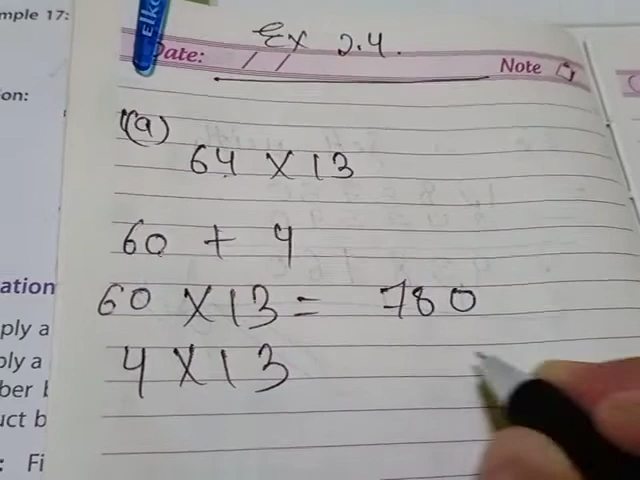 mple 17:
Elko
Ex 2.4.
Date: / /
Note
on:
(a)
64 X 13
60 + 4
60 X 13 = 780
4 X 13
ation
ply a
ply a
ber b
uct b
: Fi